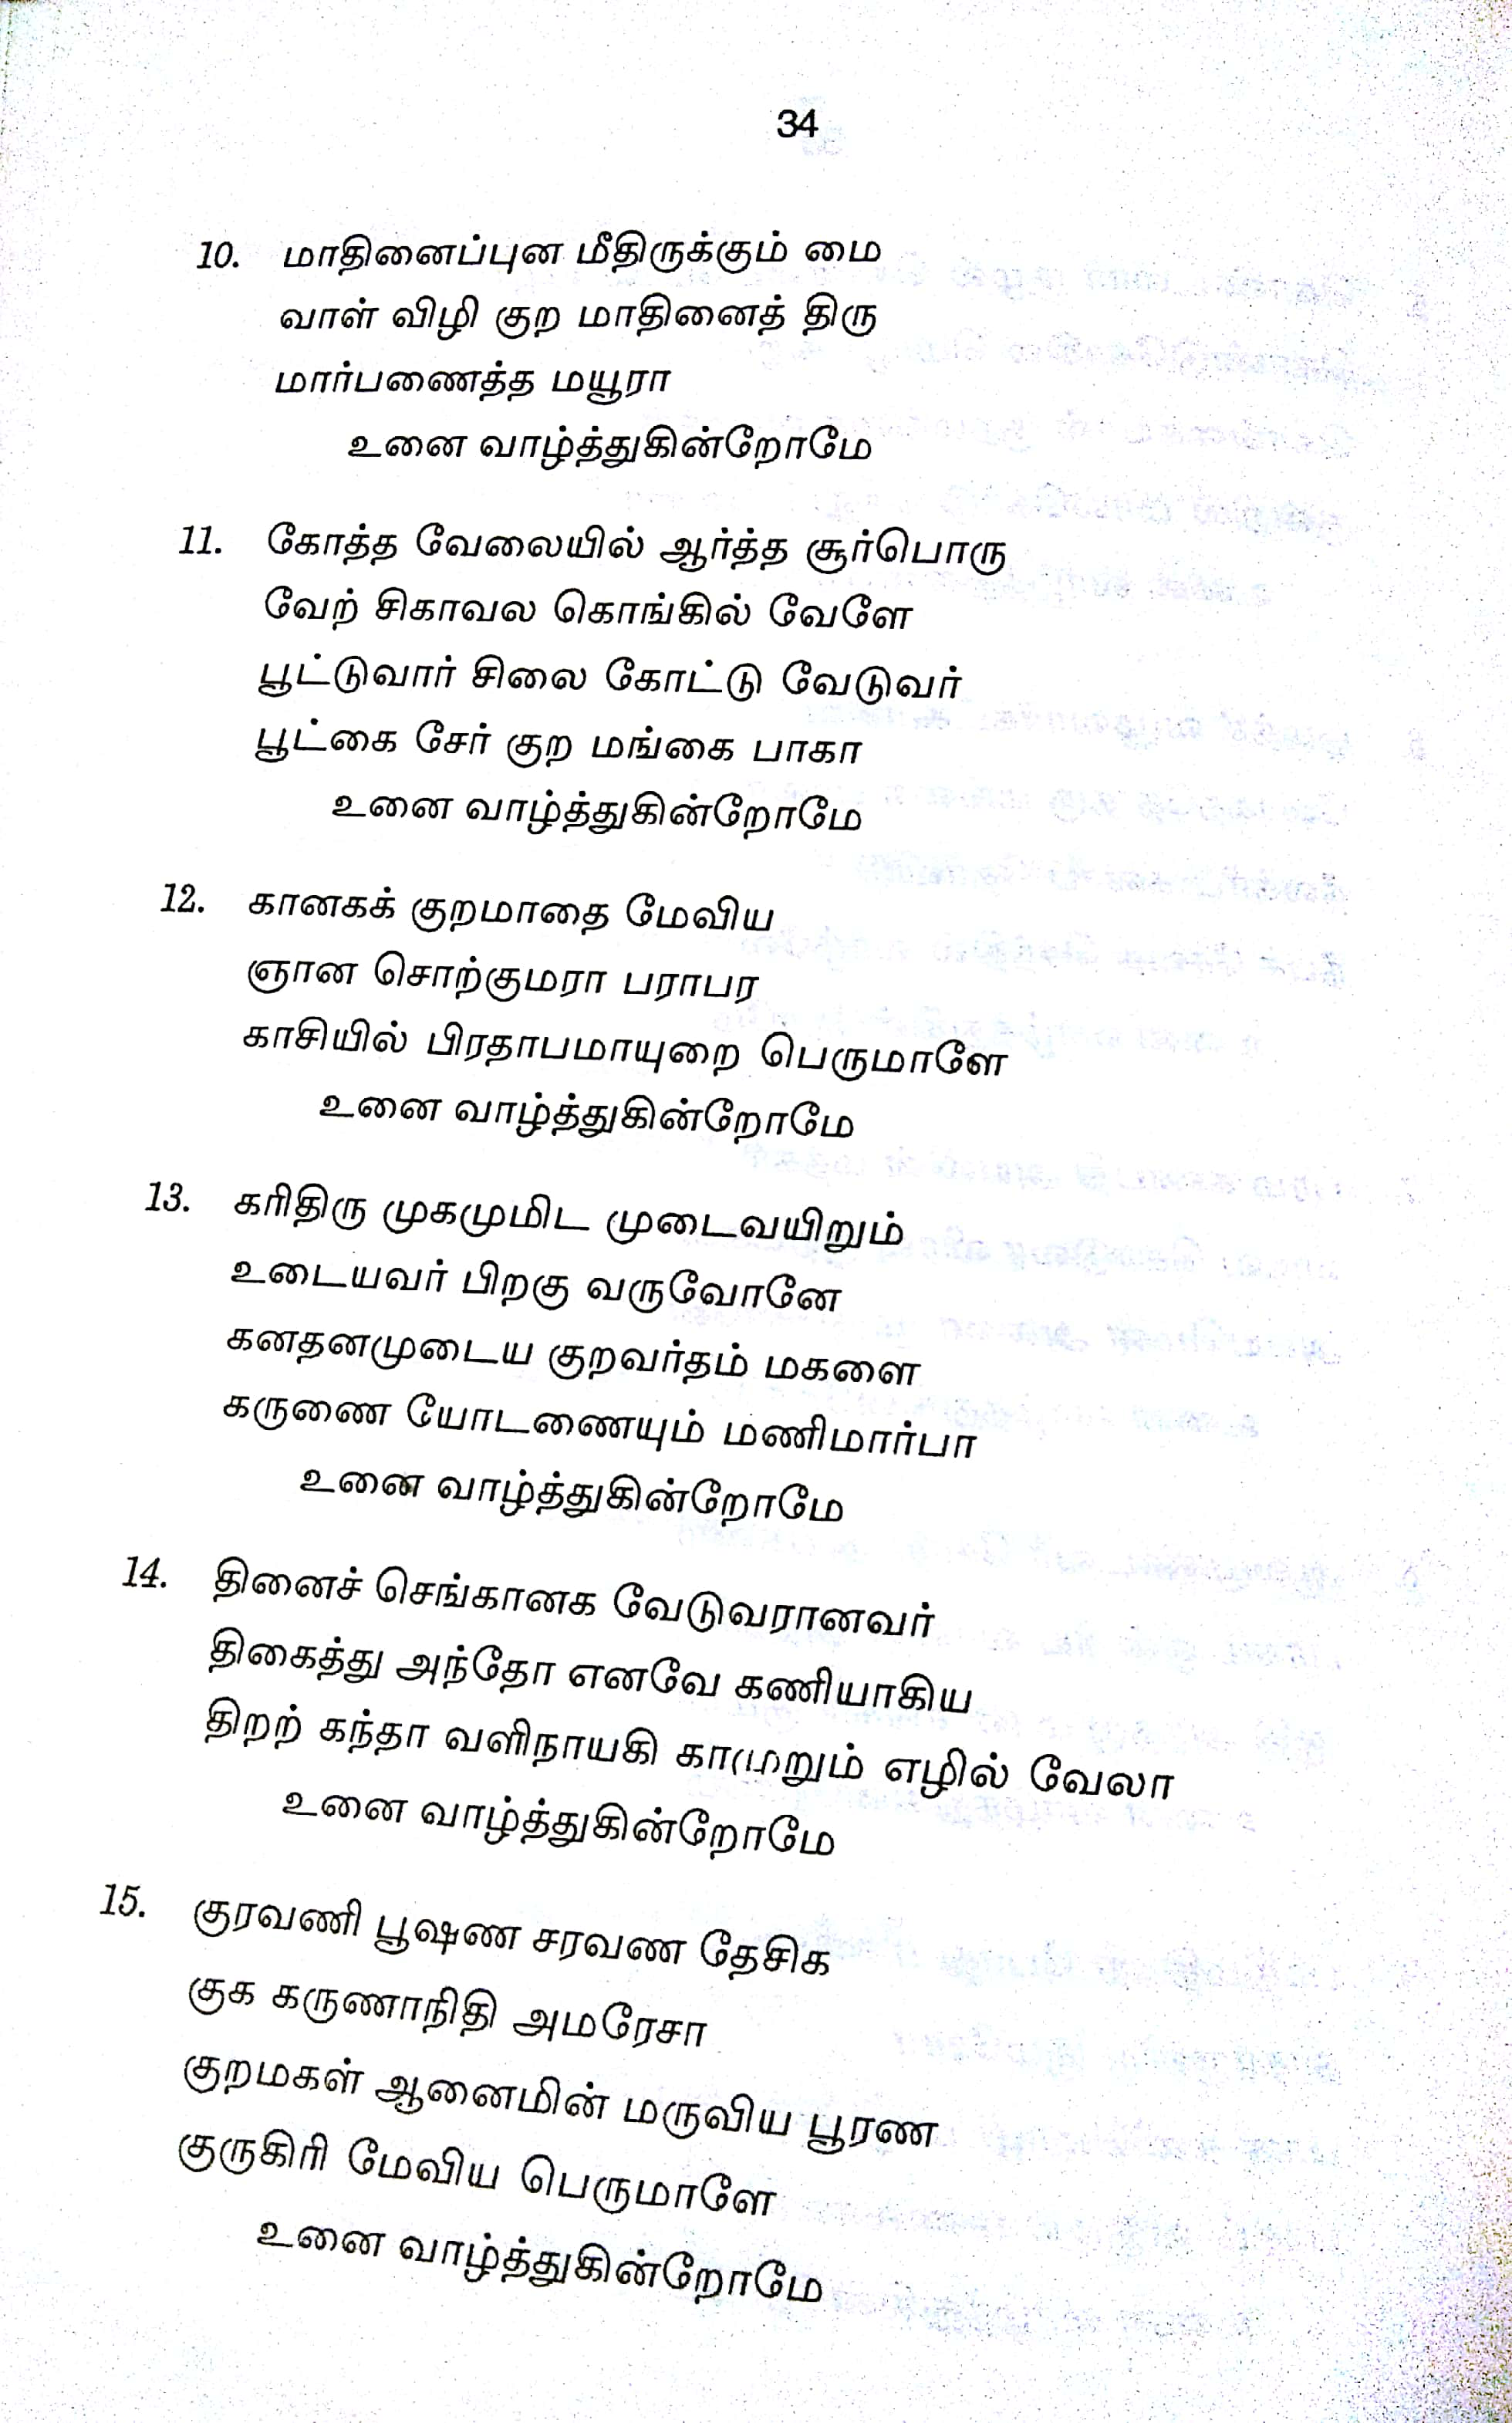 34
10. மாதினைப்புன மீதிருக்கும் மை
வாள் விழி குற மாதினைத் திரு
மார்பணைத்த மயூரா
உனை வாழ்த்துகின்றோமே
11. கோத்த வேலையில் ஆர்த்த சூர்பொரு
வேற் சிகாவல கொங்கில் வேளே
பூட்டுவார் சிலை கோட்டு வேடுவர்
பூட்கை சேர் குற மங்கை பாகா
உனை வாழ்த்துகின்றோமே
12. கானகக் குறமாதை மேவிய
ஞான சொற்குமரா பராபர
காசியில் பிரதாபமாயுறை பெருமாளே
உனை வாழ்த்துகின்றோமே
13. கரிதிரு முகமுமிட முடைவயிறும்
உடையவர் பிறகு வருவோனே
கனதனமுடைய குறவர்தம் மகளை
கருணை யோடணையும் மணிமார்பா
உனை வாழ்த்துகின்றோமே
14. தினைச் செங்கானக வேடுவரானவர்
திகைத்து அந்தோ எனவே கணியாகிய
திறற் கந்தா வளிநாயகி காமுறும் எழில் வேலா
உனை வாழ்த்துகின்றோமே
15. குரவணி பூஷண சரவண தேசிக
குக கருணாநிதி அமரேசா
குறமகள் ஆனைமின் மருவிய பூரண
குருகிரி மேவிய பெருமாளே
உனை வாழ்த்துகின்றோமே